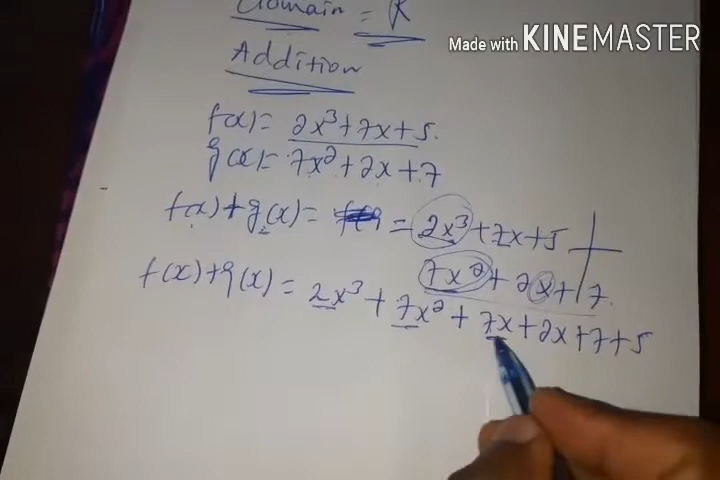 Domain = R
Made with KINEMASTER
Addition
f(x)= 2x³+7x+5.
g(x)= 7x²+2x+7
f(x)+g(x)= = 2x³+7x+5 +
7x²+2x+7.
f(x)+g(x)= 2x³+7x²+7x+2x+7+5